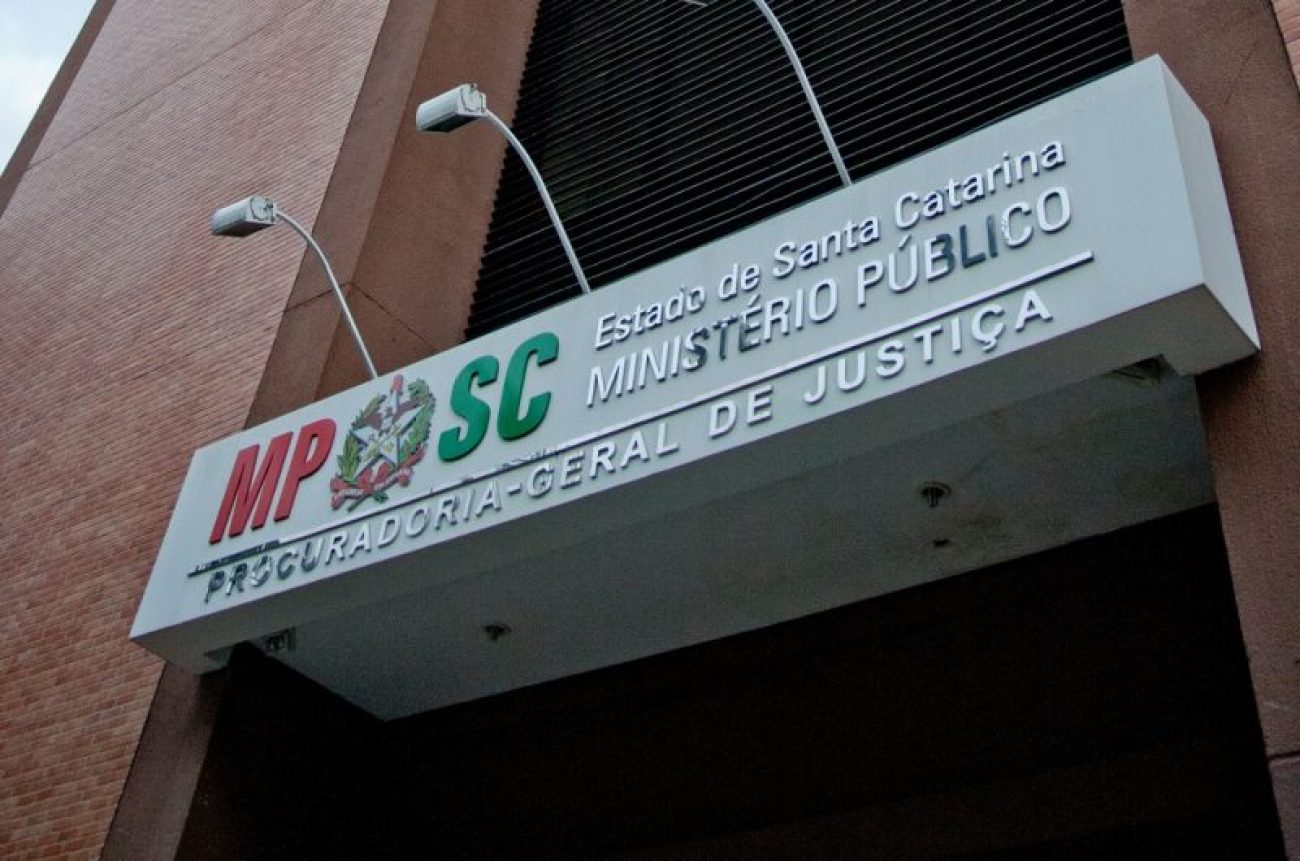 MP SC
Estado de Santa Catarina
MINISTÉRIO PÚBLICO
PROCURADORIA-GERAL DE JUSTIÇA